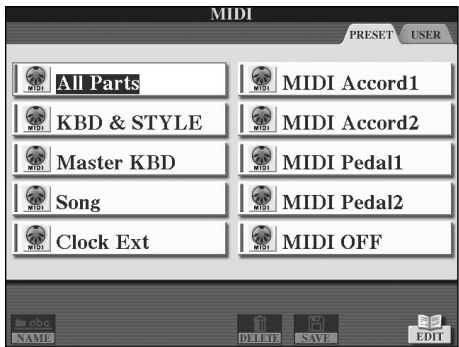 MIDI
PRESET USER
All Parts
KBD & STYLE
Master KBD
Song
Clock Ext
MIDI Accord1
MIDI Accord2
MIDI Pedal1
MIDI Pedal2
MIDI OFF
abc
NAME
DELETE
SAVE
EDIT